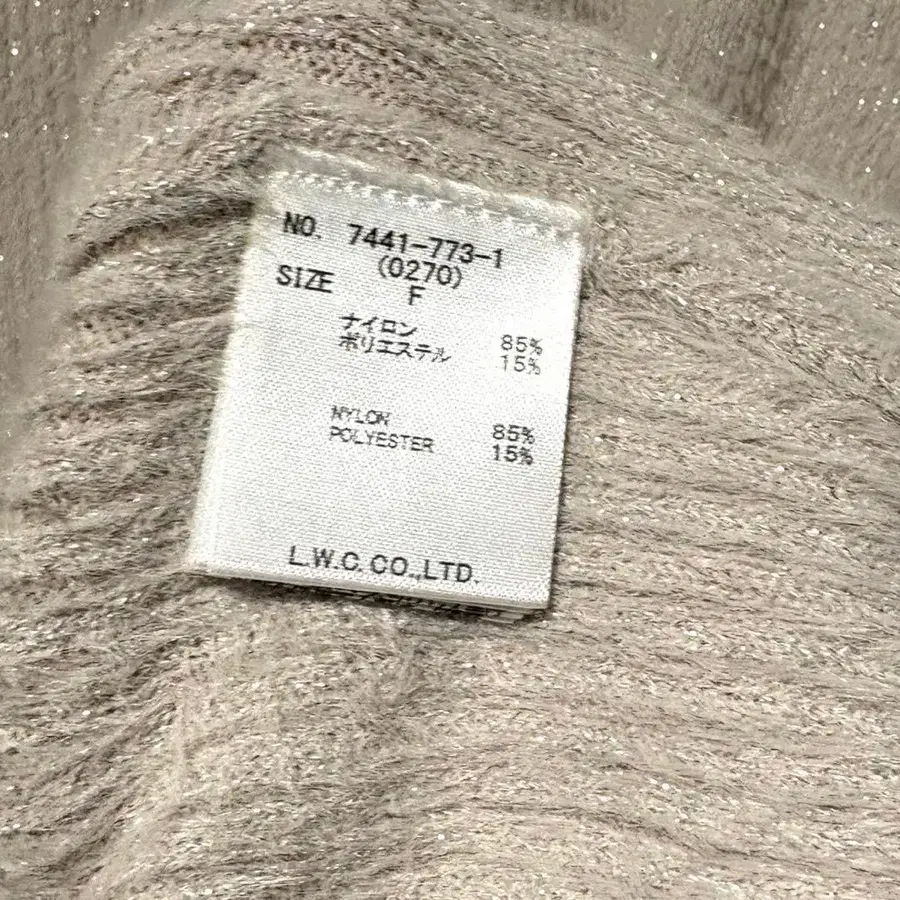 NO. 7441-773-1
(0270)
SIZE F
ナイロン 85%
ポリエステル 15%
NYLON 85%
POLYESTER 15%
L.W.C. CO.,LTD.